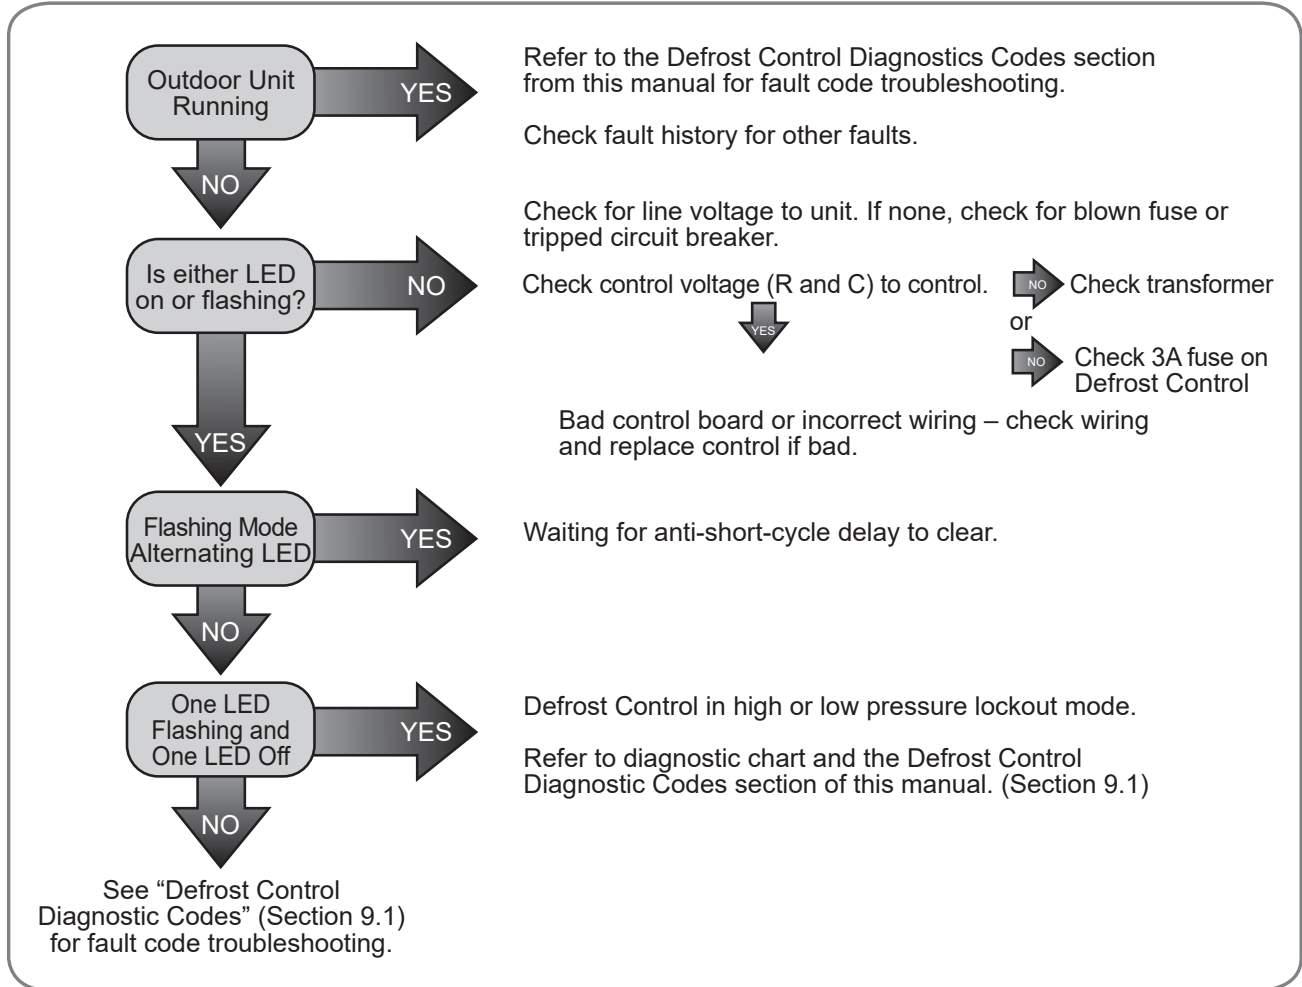 Outdoor Unit
Running
YES
Refer to the Defrost Control Diagnostics Codes section
from this manual for fault code troubleshooting.
Check fault history for other faults.
NO
Check for line voltage to unit. If none, check for blown fuse or
tripped circuit breaker.
Is either LED
on or flashing?
NO
Check control voltage (R and C) to control.
NO
Check transformer
or
NO
Check 3A fuse on
Defrost Control
YES
Bad control board or incorrect wiring – check wiring
and replace control if bad.
YES
Flashing Mode
Alternating LED
YES
Waiting for anti-short-cycle delay to clear.
NO
One LED
Flashing and
One LED Off
YES
Defrost Control in high or low pressure lockout mode.
Refer to diagnostic chart and the Defrost Control
Diagnostic Codes section of this manual. (Section 9.1)
NO
See “Defrost Control
Diagnostic Codes” (Section 9.1)
for fault code troubleshooting.